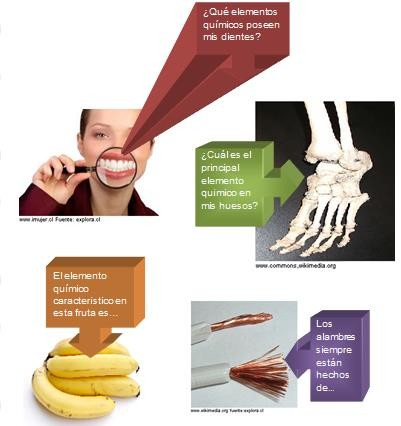 ¿Qué elementos
químicos poseen
mis dientes?
www.imujer.cl Fuente: explora.cl
¿Cuál es el
principal
elemento
químico en
mis huesos?
www.commons.wikimedia.org
El elemento
químico
característico en
esta fruta es...
Los
alambres
siempre
están
hechos
de...
www.wikimedia.org fuente:explora.cl